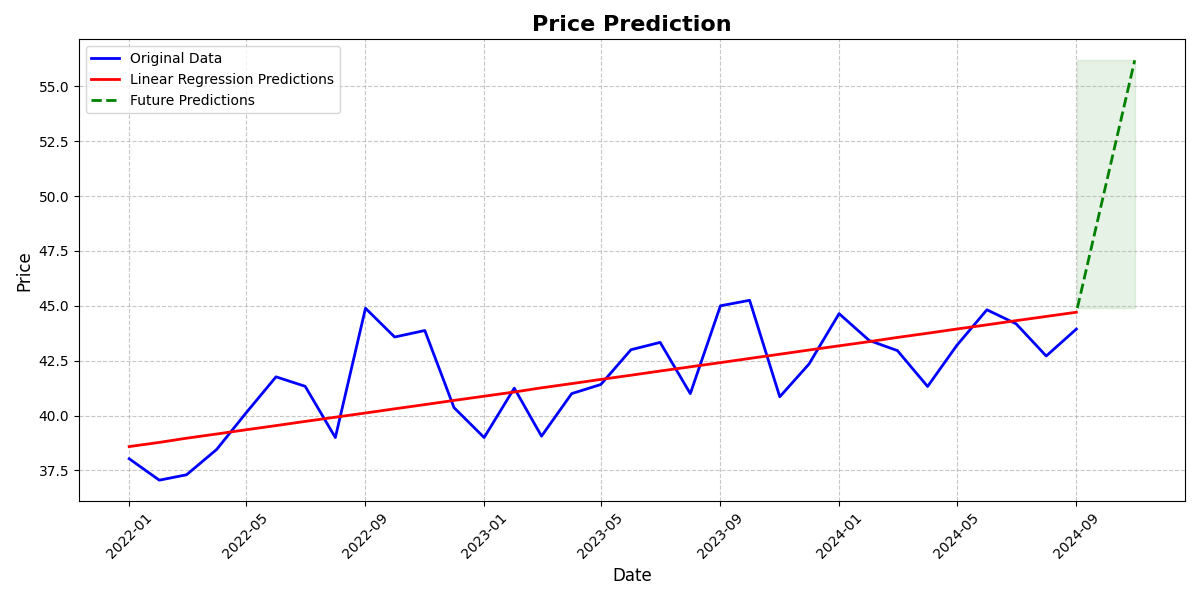 Price Prediction
Original Data
Linear Regression Predictions
Future Predictions
Price
55.0
52.5
50.0
47.5
45.0
42.5
40.0
37.5
2022-01
2022-05
2022-09
2023-01
2023-05
2023-09
2024-01
2024-05
2024-09
Date